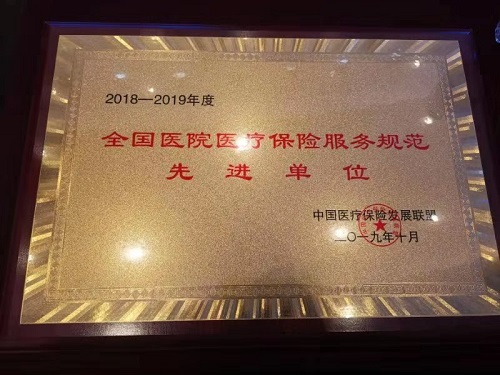 2018—2019年度
全国医院医疗保险服务规范
先进单位
中国医疗保险发展联盟
二〇一九年十月